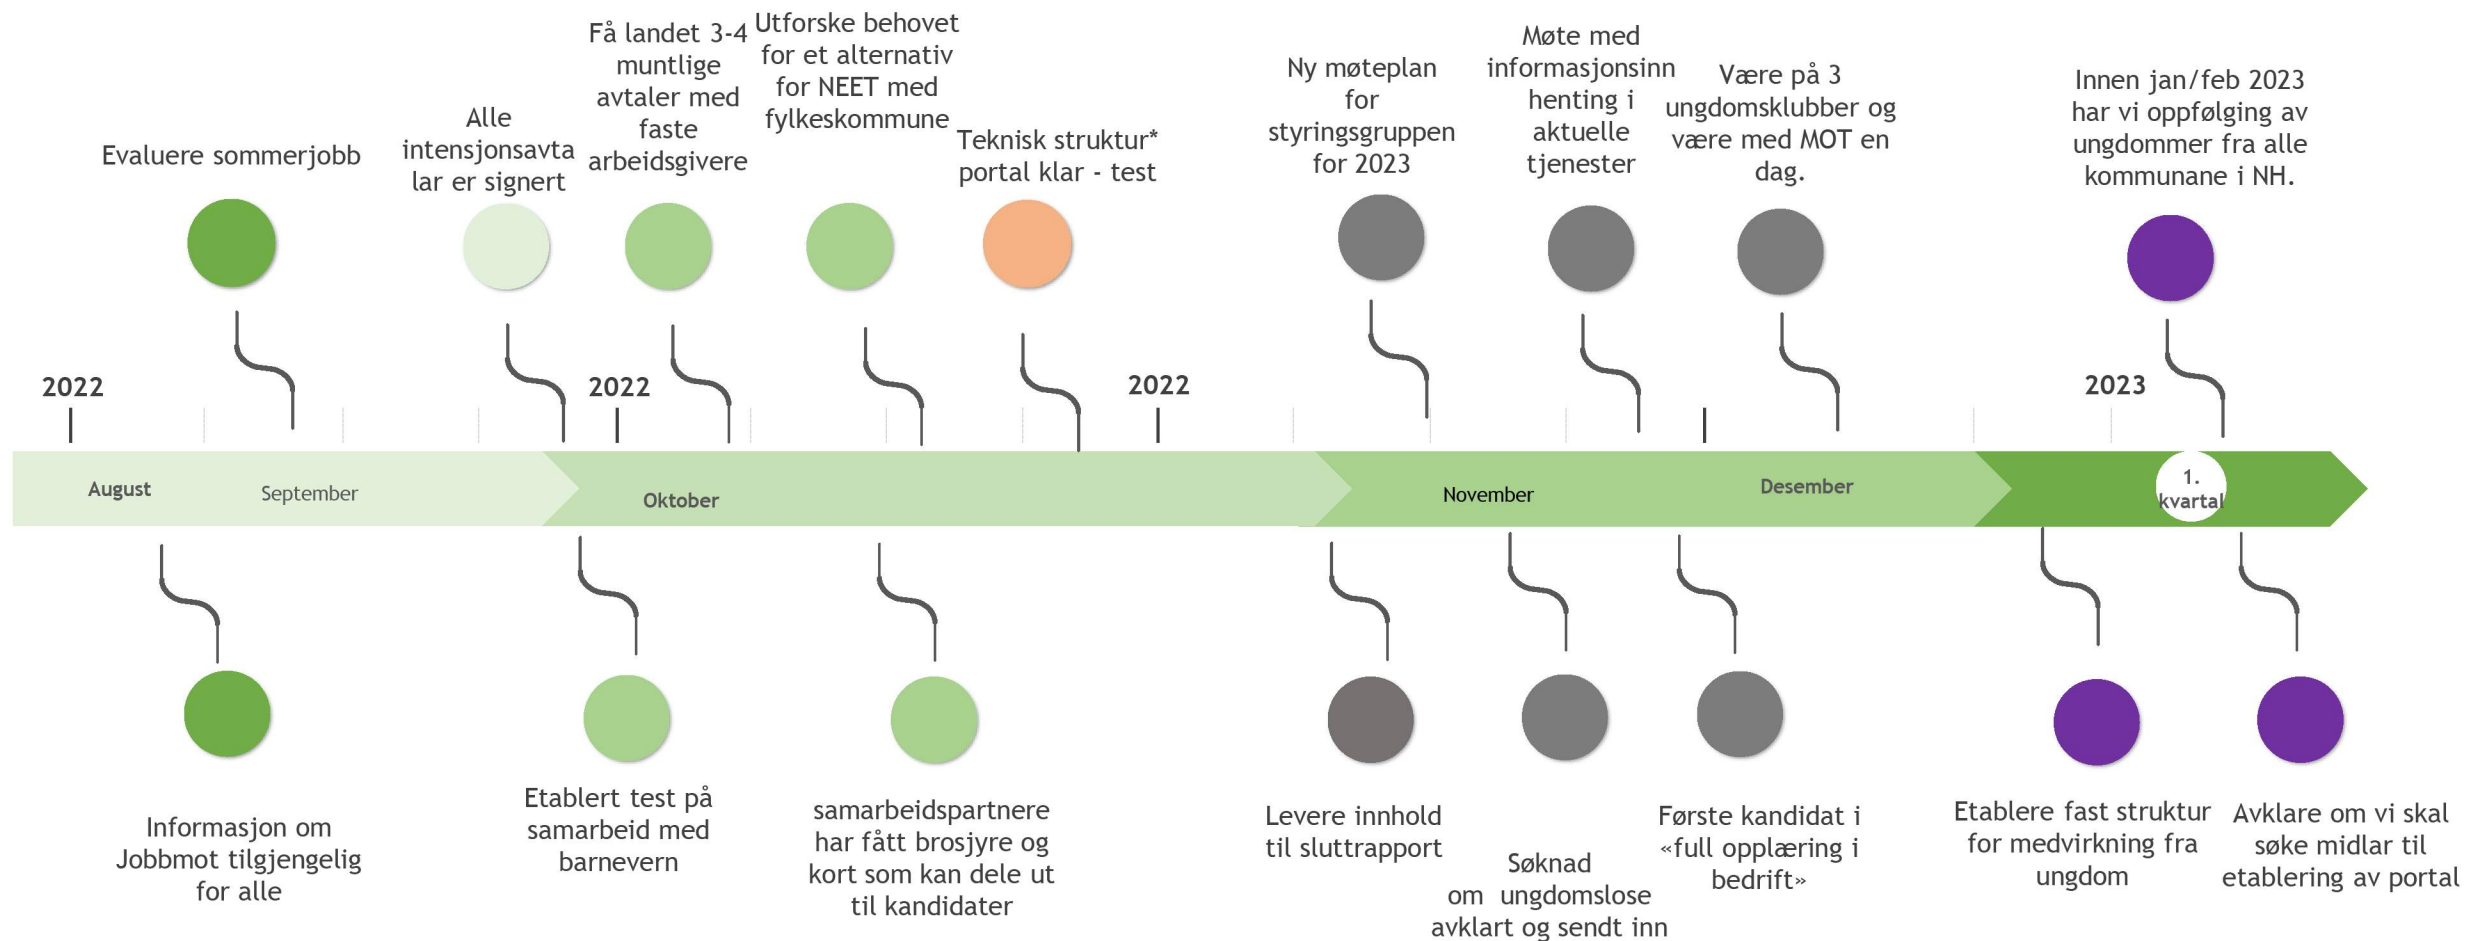 Evaluere sommerjobb
Alle
intensjonsavta
lar er signert
Få landet 3-4
muntlige
avtaler med
faste
arbeidsgivere
Utforske behovet
for et alternativ
for NEET med
fylkeskommune
Teknisk struktur*
portal klar - test
Ny møteplan
for
styringsgruppen
for 2023
Møte med
informasjonsinn
henting i
aktuelle
tjenester
Være på 3
ungdomsklubber og
være med MOT en
dag.
Innen jan/feb 2023
har vi oppfølging av
ungdommer fra alle
kommunane i NH.
2022
2022
2022
2023
August
September
Oktober
November
Desember
1.
kvartal
Informasjon om
Jobbmot tilgjengelig
for alle
Etablert test på
samarbeid med
barnevern
samarbeidspartnere
har fått brosjyre og
kort som kan dele ut
til kandidater
Levere innhold
til sluttrapport
Søknad
om ungdomslose
avklart og sendt inn
Første kandidat i
«full opplæring i
bedrift»
Etablere fast struktur
for medvirkning fra
ungdom
Avklare om vi skal
søke midlar til
etablering av portal